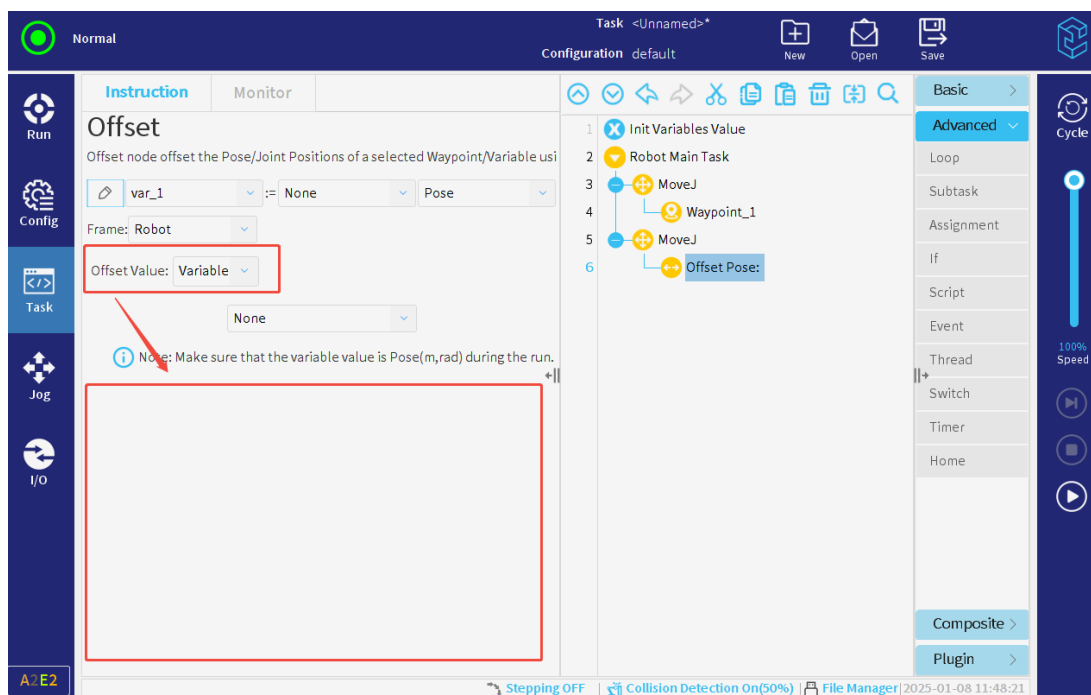 Normal
Task <Unnamed>*
Configuration default
New
Open
Save
Run
Config
Task
Jog
I/O
A2E2
Instruction
Monitor
Offset
Offset node offset the Pose/Joint Positions of a selected Waypoint/Variable usi
var_1 := None Pose
Frame: Robot
Offset Value: Variable
None
Note: Make sure that the variable value is Pose(m,rad) during the run.
1 Init Variables Value
2 Robot Main Task
3 MoveJ
4 Waypoint_1
5 MoveJ
6 Offset Pose:
Basic
Advanced
Loop
Subtask
Assignment
If
Script
Event
Thread
Switch
Timer
Home
Composite
Plugin
Cycle
100%
Speed
Stepping OFF | Collision Detection On(50%) | File Manager | 2025-01-08 11:48:21